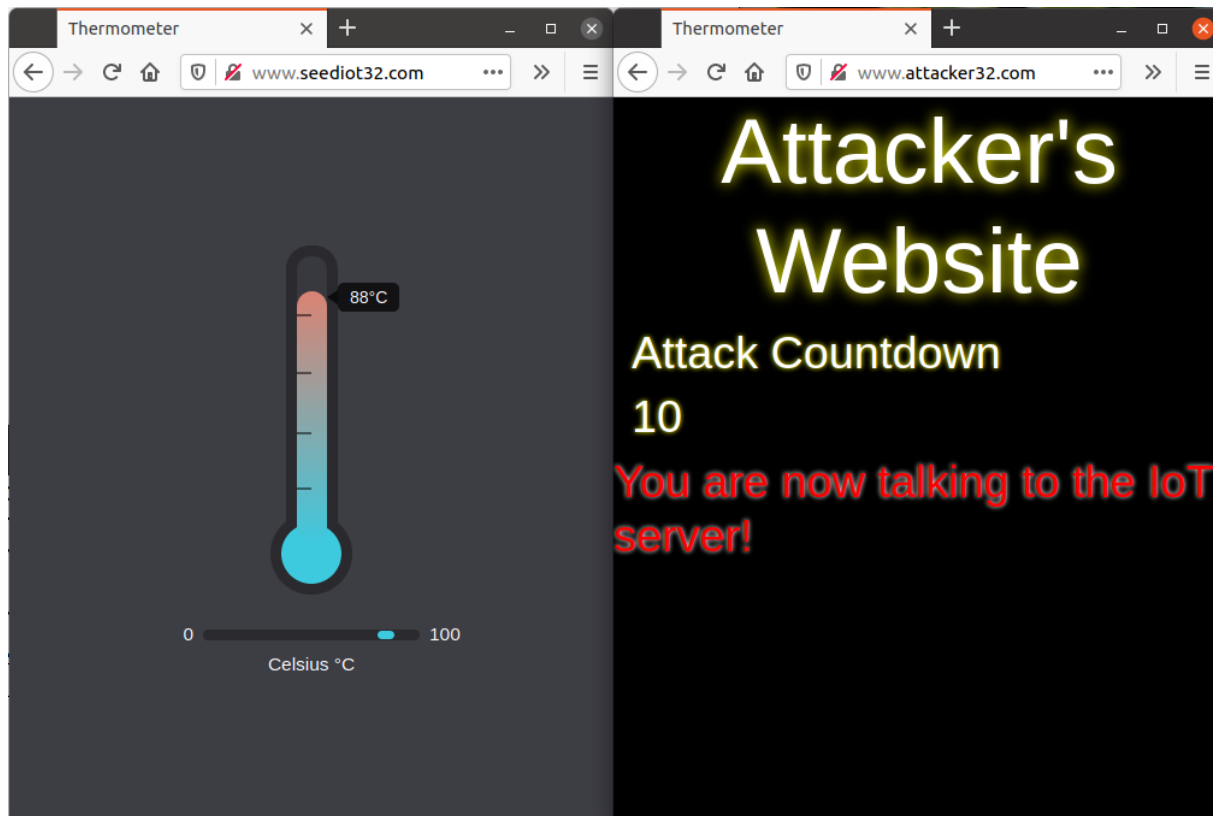 Thermometer
www.seediot32.com
88°C
0
100
Celsius °C
Thermometer
www.attacker32.com
Attacker's
Website
Attack Countdown
10
You are now talking to the IoT
server!